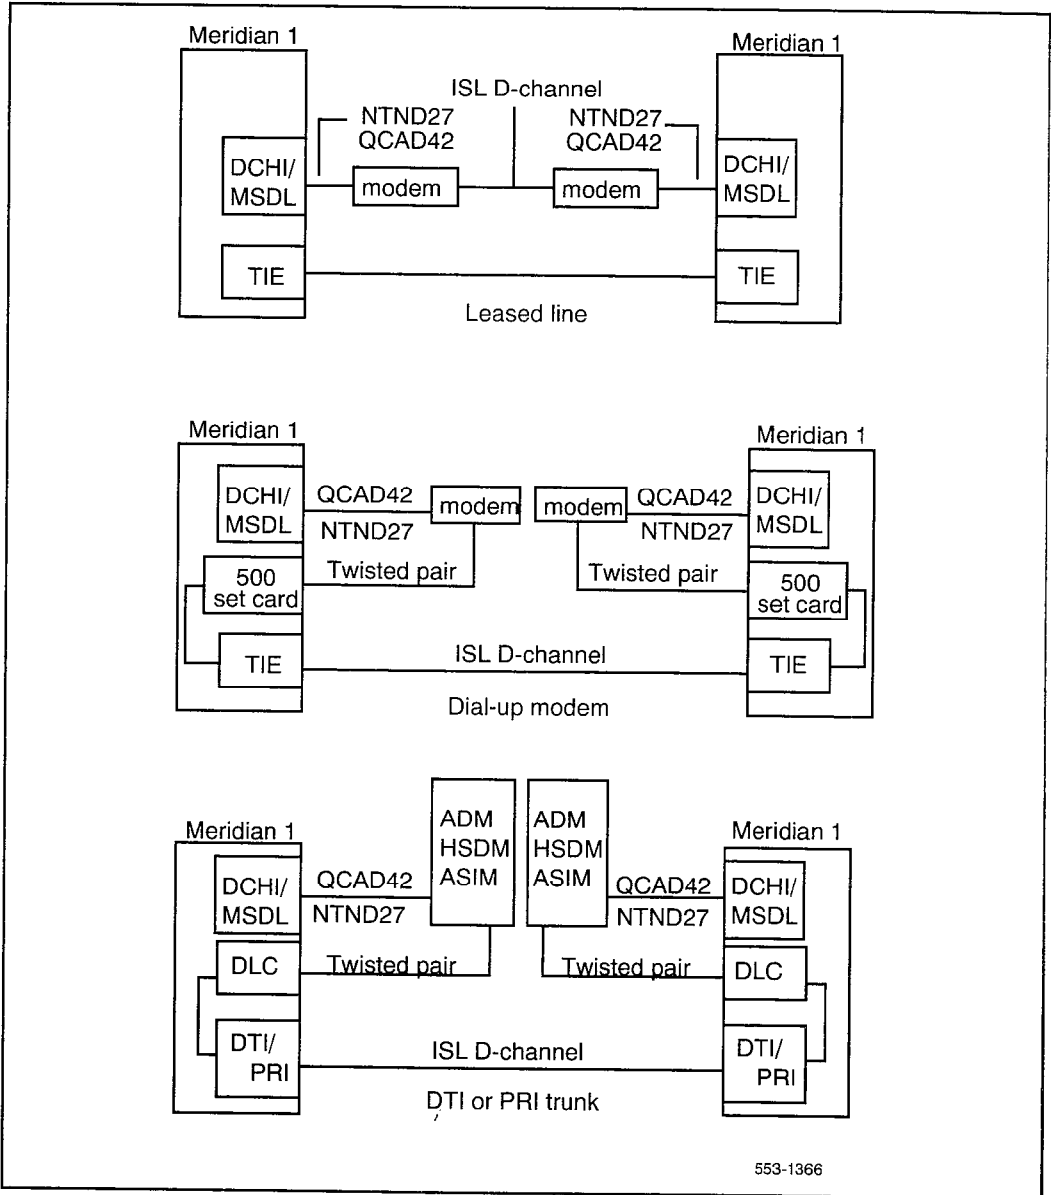 Meridian 1
Meridian 1
ISL D-channel
NTND27
QCAD42
NTND27
QCAD42
DCHI/
MSDL
modem
modem
DCHI/
MSDL
TIE
TIE
Leased line
Meridian 1
Meridian 1
DCHI/
MSDL
QCAD42
NTND27
modem
modem
QCAD42
NTND27
DCHI/
MSDL
500
set card
Twisted pair
Twisted pair
500
set card
TIE
ISL D-channel
TIE
Dial-up modem
Meridian 1
ADM
HSDM
ASIM
ADM
HSDM
ASIM
Meridian 1
DCHI/
MSDL
QCAD42
NTND27
QCAD42
NTND27
DCHI/
MSDL
DLC
Twisted pair
Twisted pair
DLC
DTI/
PRI
ISL D-channel
DTI/
PRI
DTI or PRI trunk
553-1366